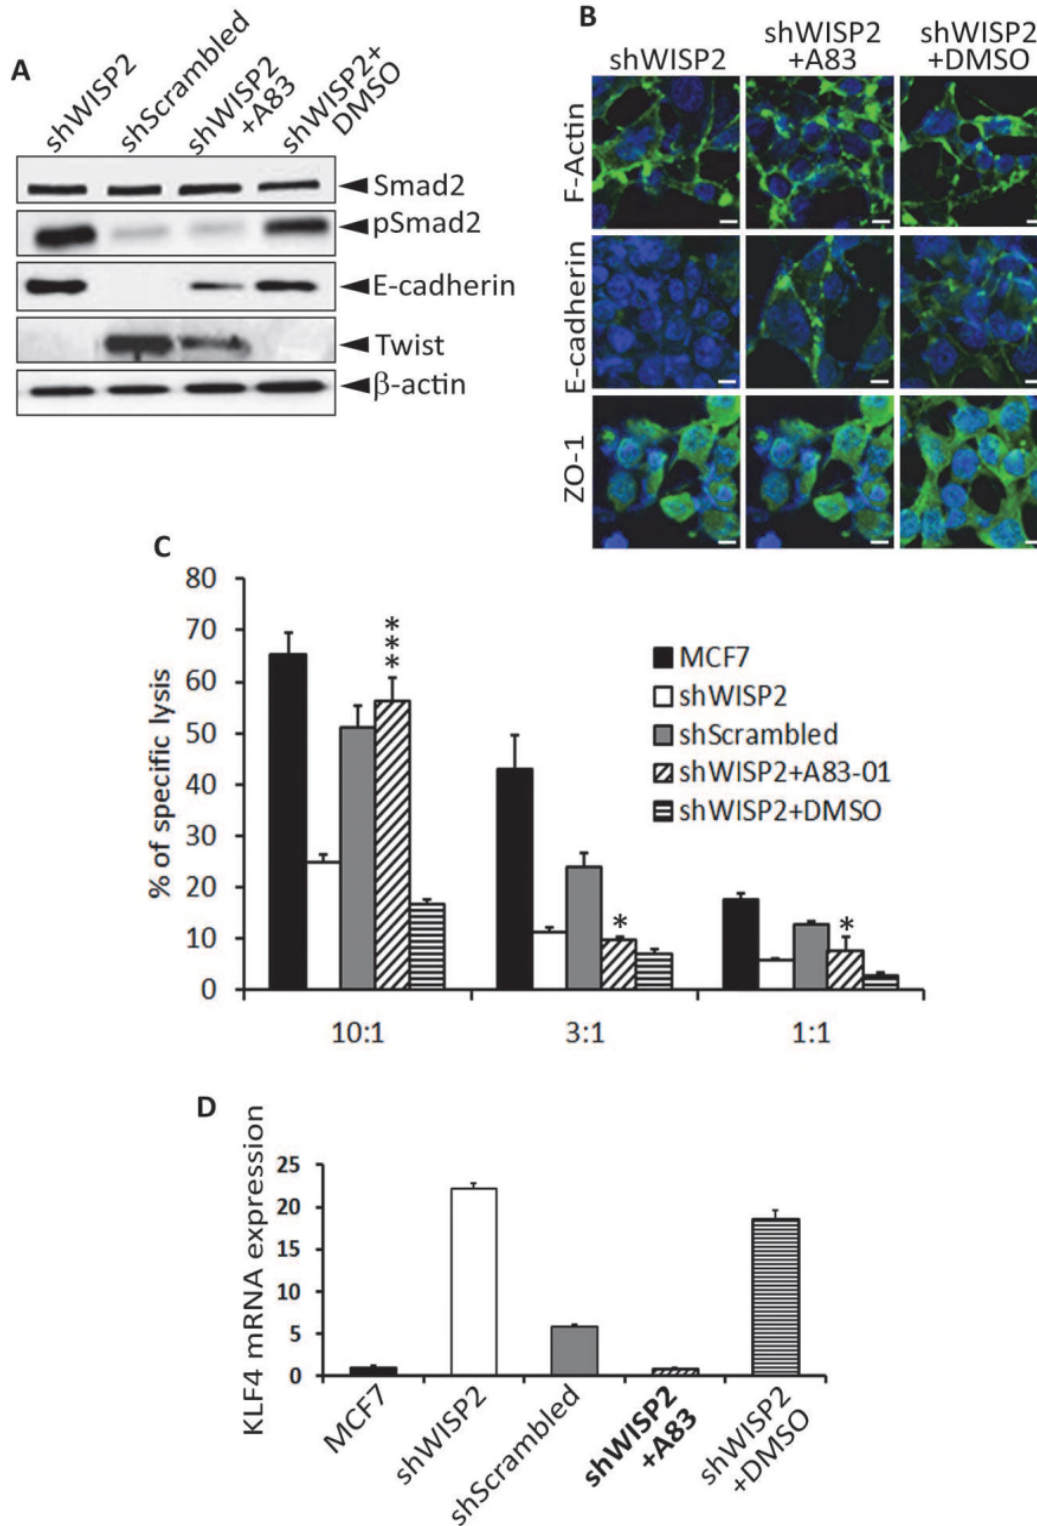 A
shWISP2
shScrambled
shWISP2
+A83
shWISP2+
DMSO
Smad2
pSmad2
E-cadherin
Twist
β-actin
B
shWISP2
shWISP2
+A83
shWISP2
+DMSO
F-Actin
E-cadherin
ZO-1
C
% of specific lysis
80
70
60
50
40
30
20
10
0
***
*
*
10:1
3:1
1:1
MCF7
shWISP2
shScrambled
shWISP2+A83-01
shWISP2+DMSO
D
KLF4 mRNA expression
25
20
15
10
5
0
MCF7
shWISP2
shScrambled
shWISP2
+A83
shWISP2
+DMSO